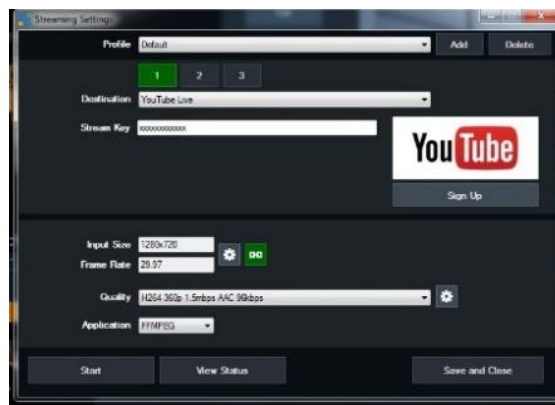 Streaming Settings
Profile Default Add Delete
1 2 3
Destination YouTube Live
Stream Key xxxxxxxxxxxx
YouTube
Sign Up
Input Size 1280x720
Frame Rate 29.97
Quality H264 360p 1.5mbps AAC 96kbps
Application FFMPEG
Start View Status Save and Close